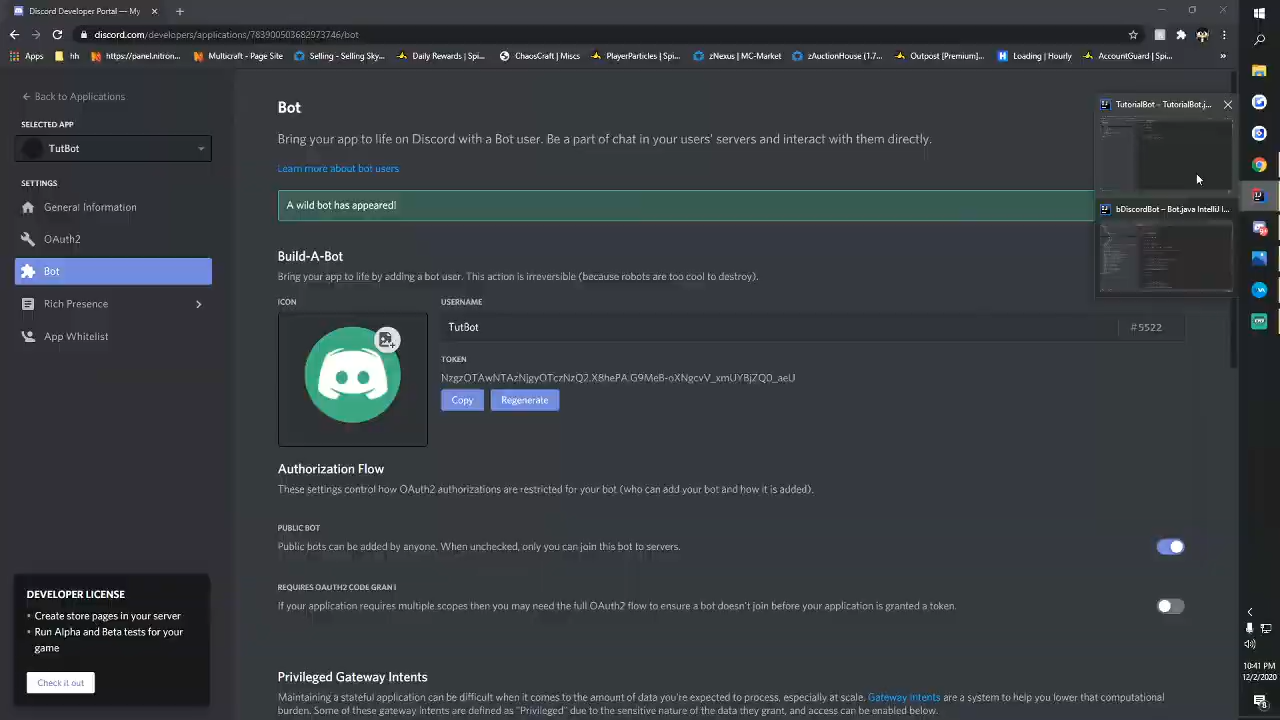 Discord Developer Portal — My
discord.com/developers/applications/783900503682973746/bot
Apps
hh
https://panel.nitron...
Multicraft - Page Site
Selling - Selling Sky...
Daily Rewards | Spi...
ChaosCraft | Miscs
PlayerParticles | Spi...
zNexus | MC-Market
zAuctionHouse (1.7...
Outpost [Premium]...
Loading | Hourly
AccountGuard | Spi...
← Back to Applications
SELECTED APP
TutBot
SETTINGS
General Information
OAuth2
Bot
Rich Presence
App Whitelist
DEVELOPER LICENSE
• Create store pages in your server
• Run Alpha and Beta tests for your
game
Check it out
Bot
Bring your app to life on Discord with a Bot user. Be a part of chat in your users' servers and interact with them directly.
Learn more about bot users
A wild bot has appeared!
Build-A-Bot
Bring your app to life by adding a bot user. This action is irreversible (because robots are too cool to destroy).
ICON
USERNAME
TutBot
#5522
TOKEN
Copy
Regenerate
Authorization Flow
These settings control how OAuth2 authorizations are restricted for your bot (who can add your bot and how it is added).
PUBLIC BOT
Public bots can be added by anyone. When unchecked, only you can join this bot to servers.
REQUIRES OAUTH2 CODE GRANT
If your application requires multiple scopes then you may need the full OAuth2 flow to ensure a bot doesn't join before your application is granted a token.
Privileged Gateway Intents
Maintaining a stateful application can be difficult when it comes to the amount of data you're expected to process, especially at scale. Gateway Intents are a system to help you lower that computational
burden. Some of these gateway intents are defined as "Privileged" due to the sensitive nature of the data they grant, and access can be enabled below.
TutorialBot – TutorialBot.j...
bDiscordBot – Bot.java IntelliJ I...
10:41 PM
12/2/2020